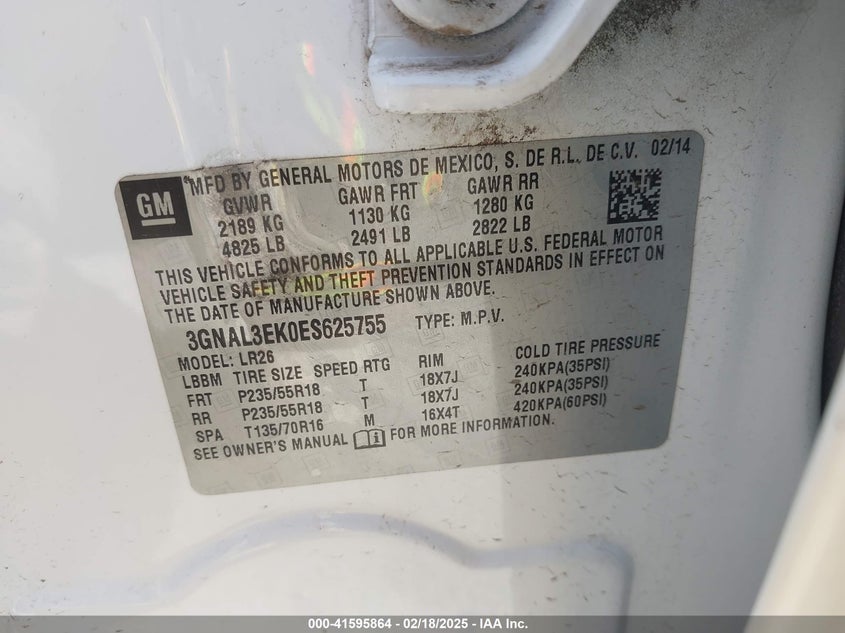 GM
MFD BY GENERAL MOTORS DE MEXICO, S. DE R.L. DE C.V. 02/14
GVWR GAWR FRT GAWR RR
2189 KG 1130 KG 1280 KG
4825 LB 2491 LB 2822 LB
THIS VEHICLE CONFORMS TO ALL APPLICABLE U.S. FEDERAL MOTOR
VEHICLE SAFETY AND THEFT PREVENTION STANDARDS IN EFFECT ON
THE DATE OF MANUFACTURE SHOWN ABOVE.
3GNAL3EK0ES625755 TYPE: M.P.V.
MODEL: LR26
LBBM TIRE SIZE SPEED RTG RIM COLD TIRE PRESSURE
FRT P235/55R18 T 18X7J 240KPA(35PSI)
RR P235/55R18 T 18X7J 240KPA(35PSI)
SPA T135/70R16 M 16X4T 420KPA(60PSI)
SEE OWNER'S MANUAL FOR MORE INFORMATION.
000-41595864 — 02/18/2025 — IAA Inc.